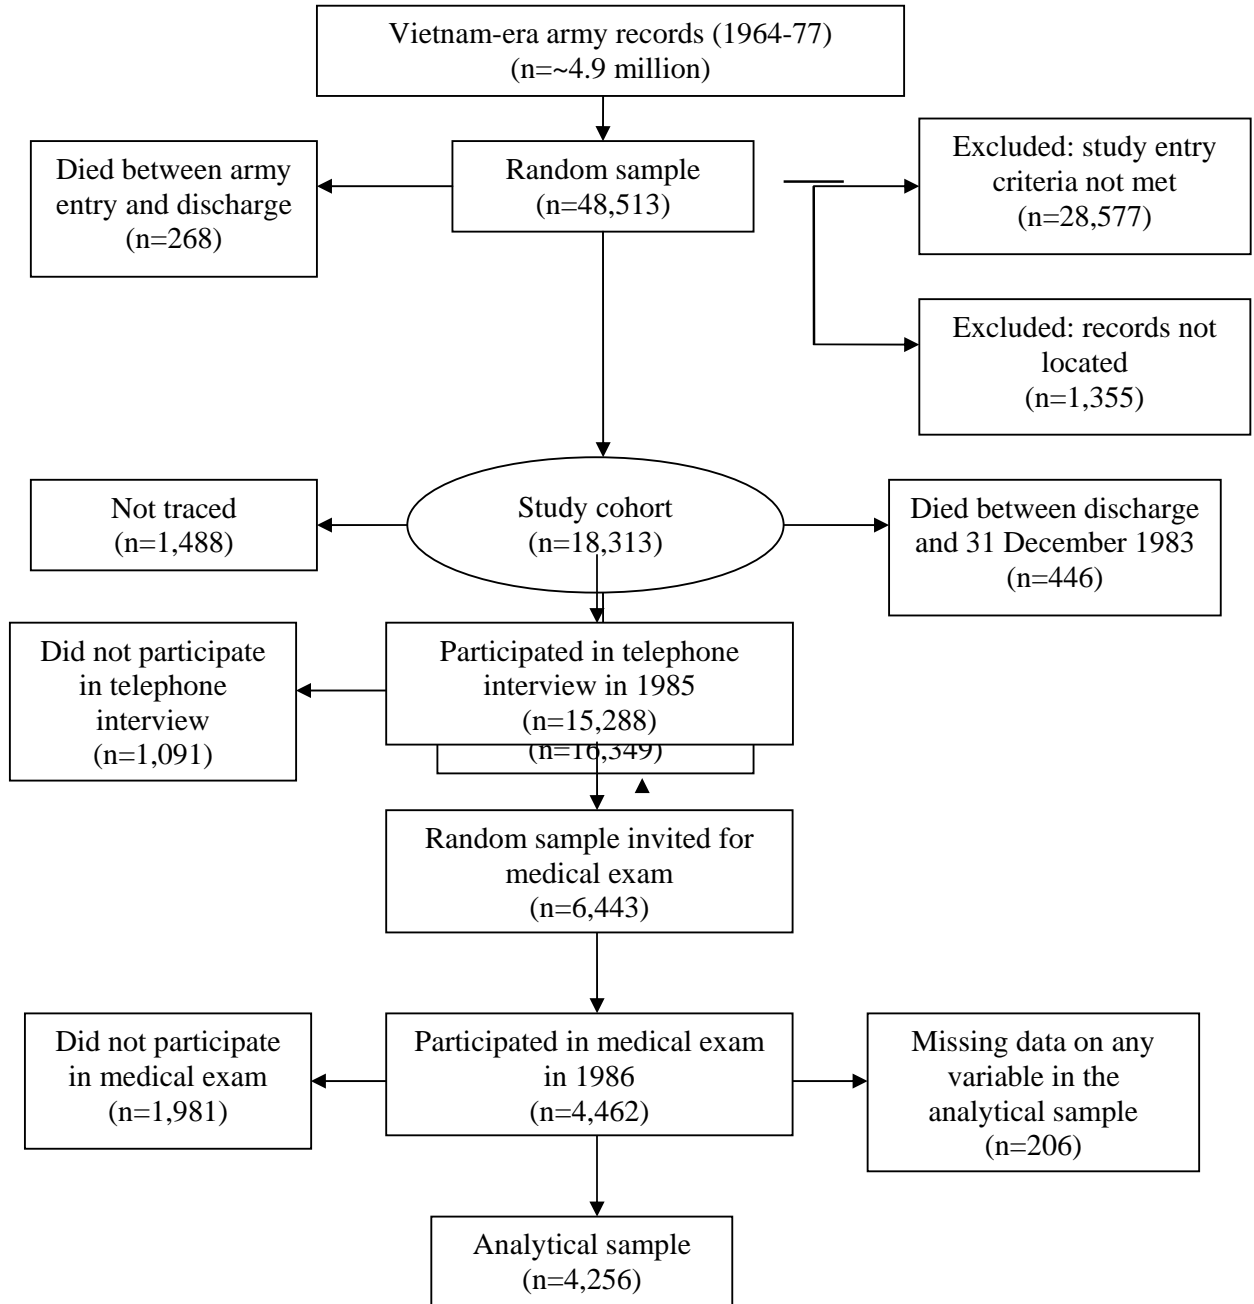 Vietnam-era army records (1964-77)
(n=~4.9 million)
Died between army
entry and discharge
(n=268)
Random sample
(n=48,513)
Excluded: study entry
criteria not met
(n=28,577)
Excluded: records not
located
(n=1,355)
Not traced
(n=1,488)
Study cohort
(n=18,313)
Died between discharge
and 31 December 1983
(n=446)
Did not participate
in telephone
interview
(n=1,091)
Participated in telephone
interview in 1985
(n=15,288)
(n=16,349)
Random sample invited for
medical exam
(n=6,443)
Did not participate
in medical exam
(n=1,981)
Participated in medical exam
in 1986
(n=4,462)
Missing data on any
variable in the
analytical sample
(n=206)
Analytical sample
(n=4,256)